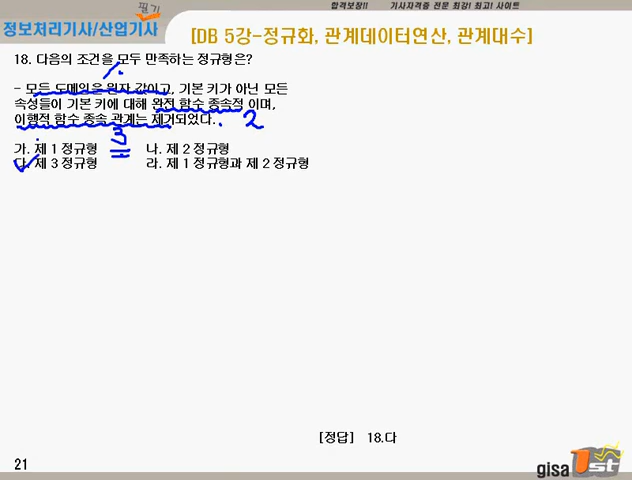 합격보장!! 기사자격증 전문 최강! 최고! 사이트
필기
정보처리기사/산업기사
[DB 5강-정규화, 관계데이터연산, 관계대수]
18. 다음의 조건을 모두 만족하는 정규형은?
1.
- 모든 도메인을 원자 값이고, 기본 키가 아닌 모든
속성들이 기본 키에 대해 완전 함수 종속적 이며,
이행적 함수 종속 관계는 제거되었다. 2
3
가. 제 1 정규형 나. 제 2 정규형
다. 제 3 정규형 라. 제 1 정규형과 제 2 정규형
[정답] 18.다
21
gisa 1st